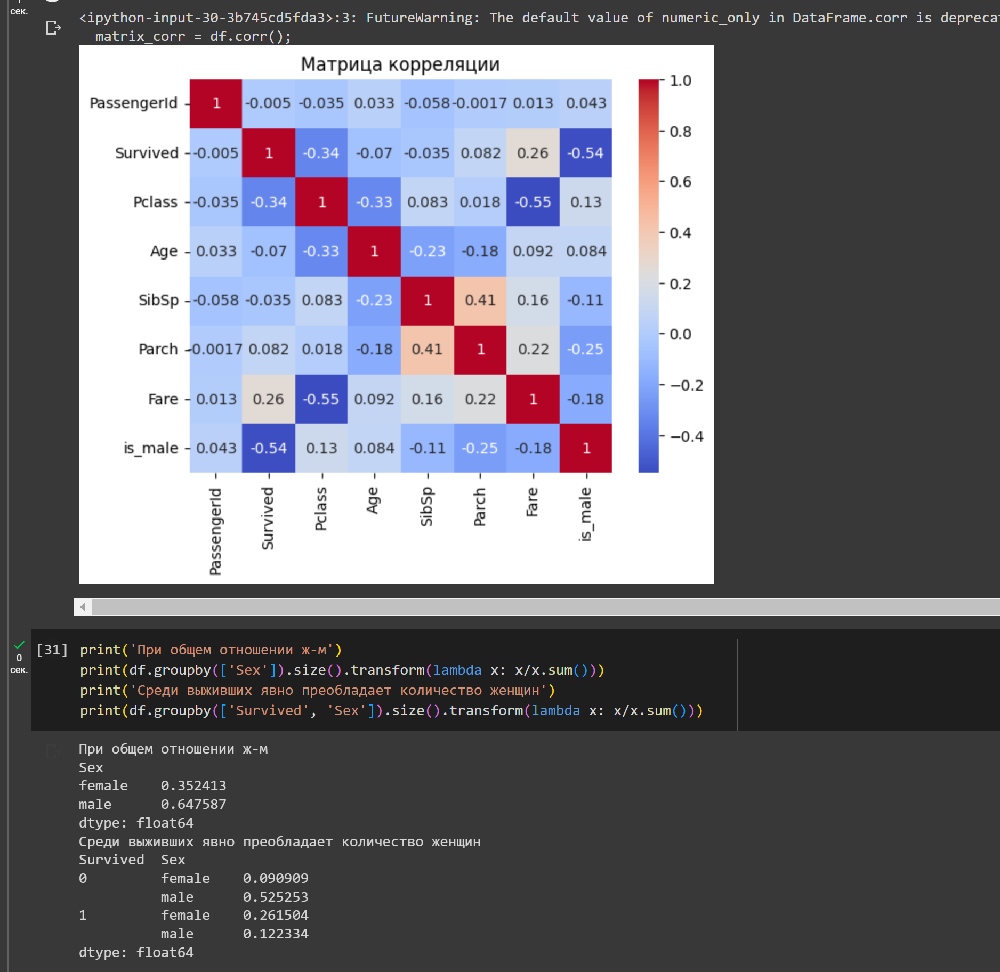 сек.
<ipython-input-30-3b745cd5fda3>:3: FutureWarning: The default value of numeric_only in DataFrame.corr is
matrix_corr = df.corr();
Матрица корреляции
PassengerId 1 -0.005 -0.035 0.033 -0.058 -0.0017 0.013 0.043
Survived -0.005 1 -0.34 -0.07 -0.035 0.082 0.26 -0.54
Pclass -0.035 -0.34 1 -0.33 0.083 0.018 -0.55 0.13
Age 0.033 -0.07 -0.33 1 -0.23 -0.18 0.092 0.084
SibSp -0.058 -0.035 0.083 -0.23 1 0.41 0.16 -0.11
Parch -0.0017 0.082 0.018 -0.18 0.41 1 0.22 -0.25
Fare 0.013 0.26 -0.55 0.092 0.16 0.22 1 -0.18
is_male 0.043 -0.54 0.13 0.084 -0.11 -0.25 -0.18 1
PassengerId Survived Pclass Age SibSp Parch Fare is_male
1.0
0.8
0.6
0.4
0.2
0.0
−0.2
−0.4
0
сек.
[31] print('При общем отношении ж-м')
print(df.groupby(['Sex']).size().transform(lambda x: x/x.sum()))
print('Среди выживших явно преобладает количество женщин')
print(df.groupby(['Survived', 'Sex']).size().transform(lambda x: x/x.sum()))
При общем отношении ж-м
Sex
female 0.352413
male 0.647587
dtype: float64
Среди выживших явно преобладает количество женщин
Survived Sex
0 female 0.090909
male 0.525253
1 female 0.261504
male 0.122334
dtype: float64